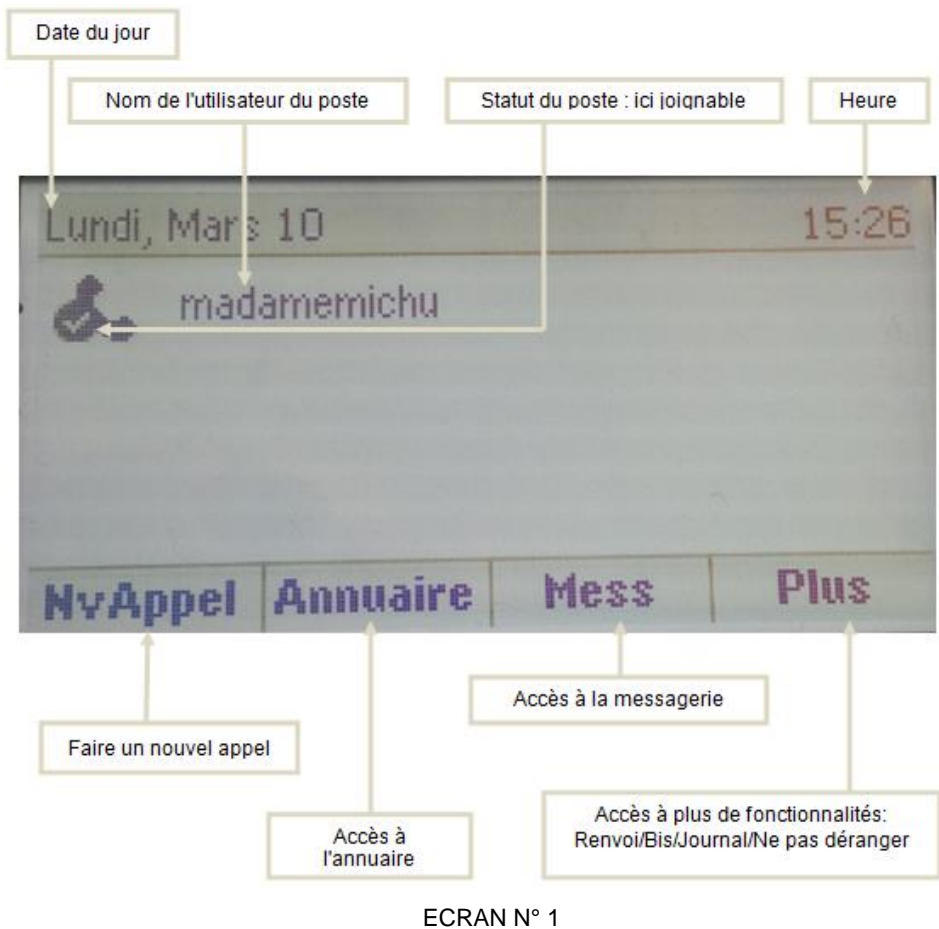 Date du jour
Nom de l'utilisateur du poste
Statut du poste : ici joignable
Heure
Lundi, Mars 10
15:26
madamemichu
NvAppel
Annuaire
Mess
Plus
Accès à la messagerie
Faire un nouvel appel
Accès à
l'annuaire
Accès à plus de fonctionnalités:
Renvoi/Bis/Journal/Ne pas déranger
ECRAN N° 1